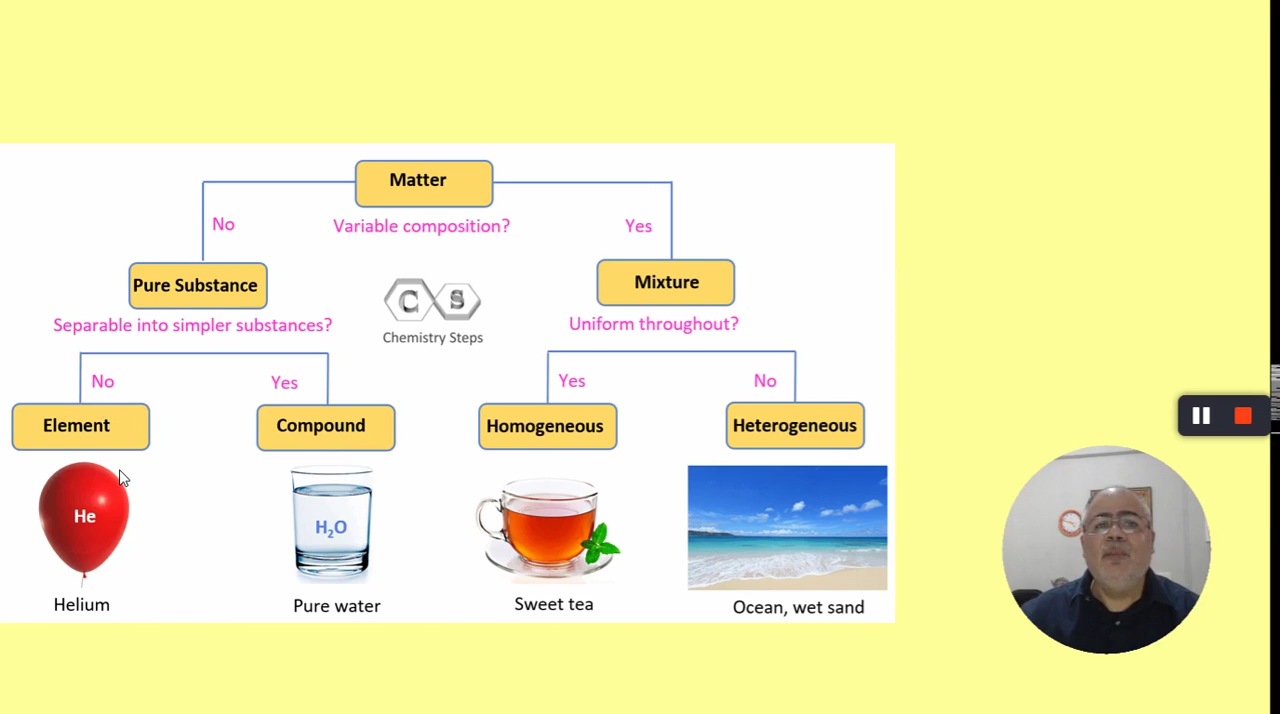 Matter
No
Variable composition?
Yes
Pure Substance
Mixture
C S
Separable into simpler substances?
Chemistry Steps
Uniform throughout?
No
Yes
Yes
No
Element
Compound
Homogeneous
Heterogeneous
He
H₂O
Helium
Pure water
Sweet tea
Ocean, wet sand